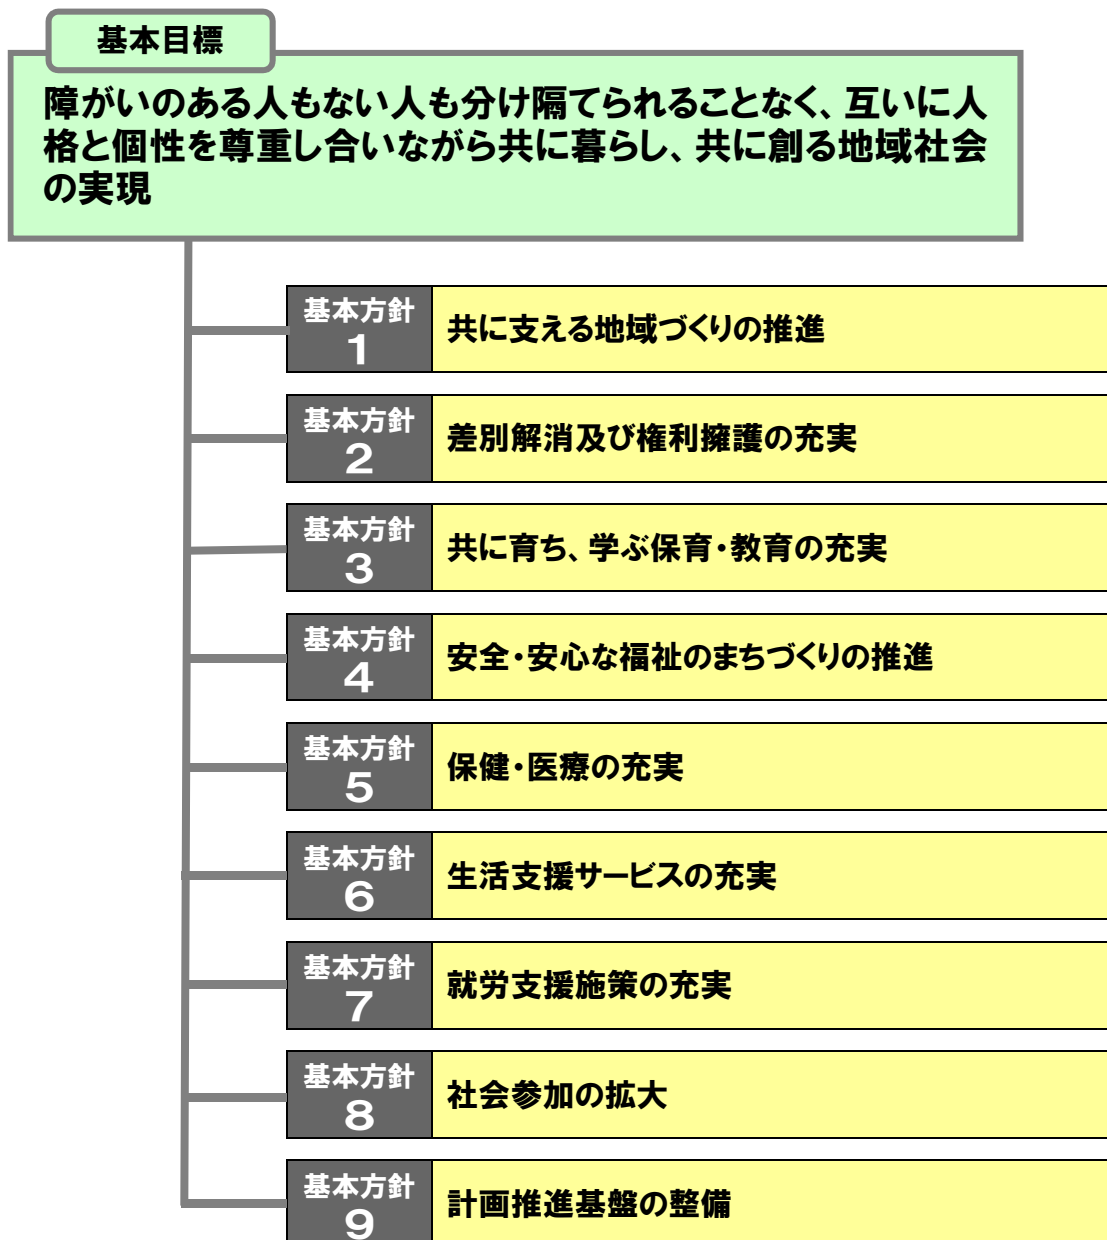 基本目標
障がいのある人もない人も分け隔てられることなく、互いに人
格と個性を尊重し合いながら共に暮らし、共に創る地域社会
の実現
基本方針
1
共に支える地域づくりの推進
基本方針
2
差別解消及び権利擁護の充実
基本方針
3
共に育ち、学ぶ保育・教育の充実
基本方針
4
安全・安心な福祉のまちづくりの推進
基本方針
5
保健・医療の充実
基本方針
6
生活支援サービスの充実
基本方針
7
就労支援施策の充実
基本方針
8
社会参加の拡大
基本方針
9
計画推進基盤の整備